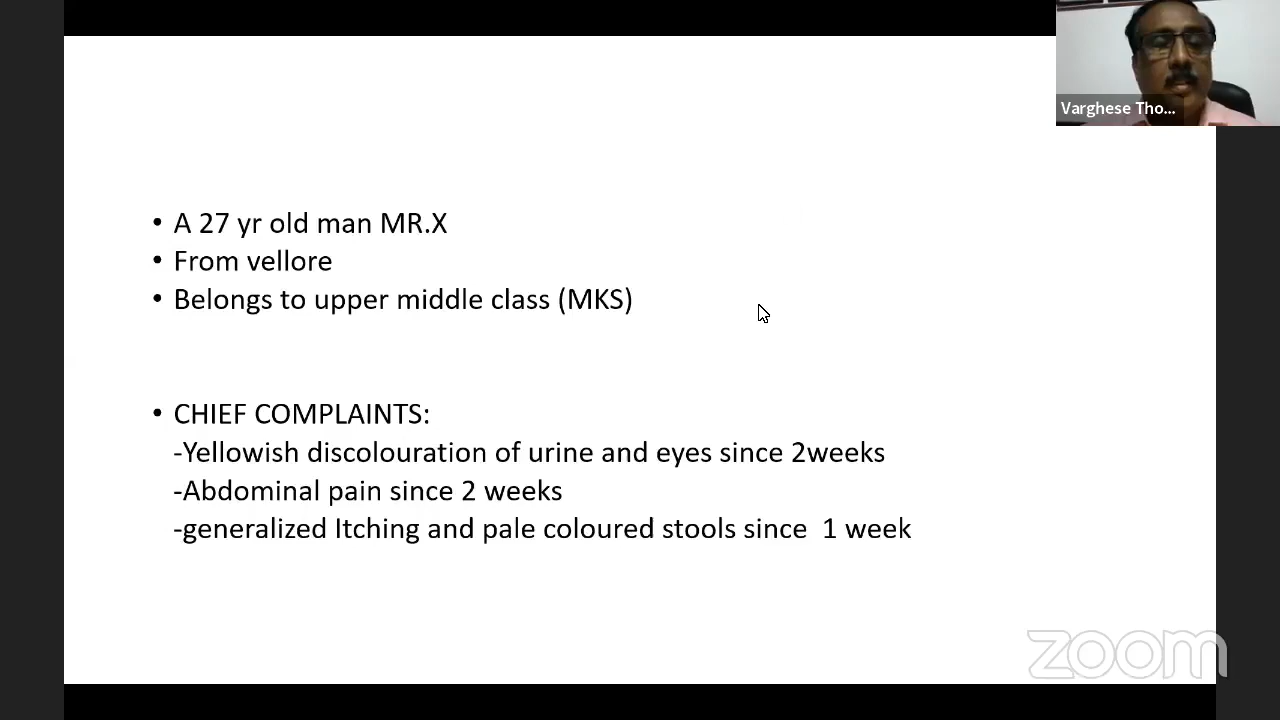 Varghese Tho...
• A 27 yr old man MR.X
• From vellore
• Belongs to upper middle class (MKS)
• CHIEF COMPLAINTS:
-Yellowish discolouration of urine and eyes since 2weeks
-Abdominal pain since 2 weeks
-generalized Itching and pale coloured stools since  1 week
zoom